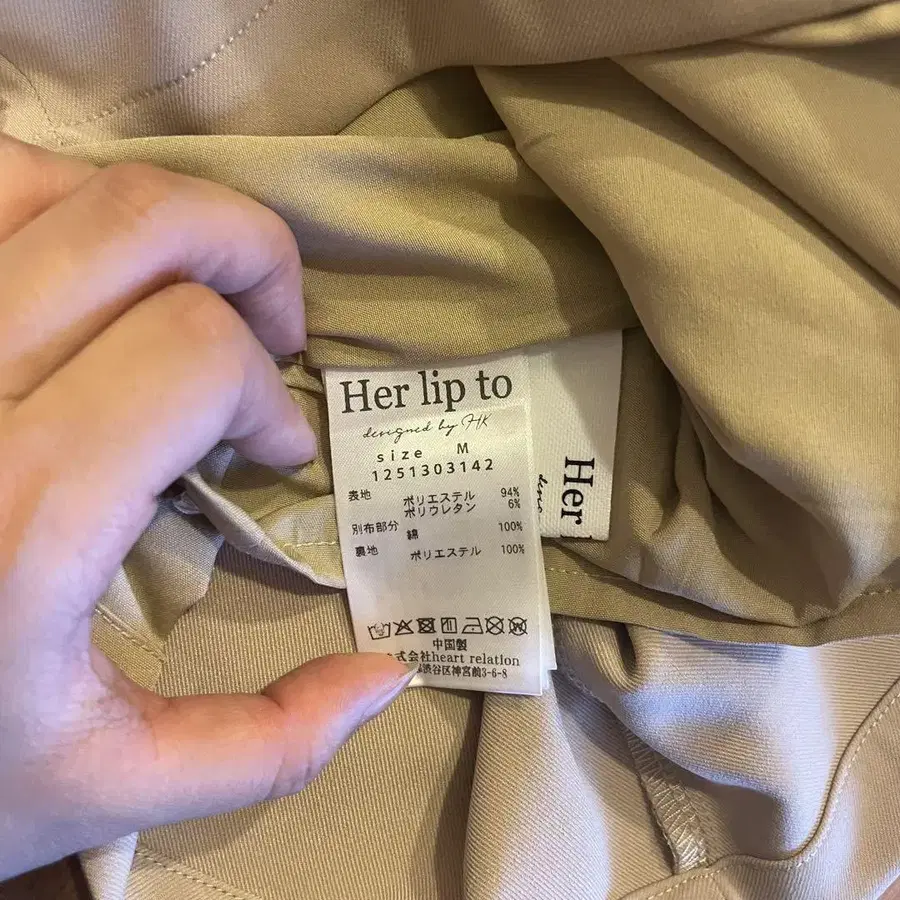 Her lip to
designed by HK
size M
1251303142
表地 ポリエステル 94%
ポリウレタン 6%
別布部分 綿 100%
裏地 ポリエステル 100%
中国製
式会社heart relation
渋谷区神宮前3-6-8
Her